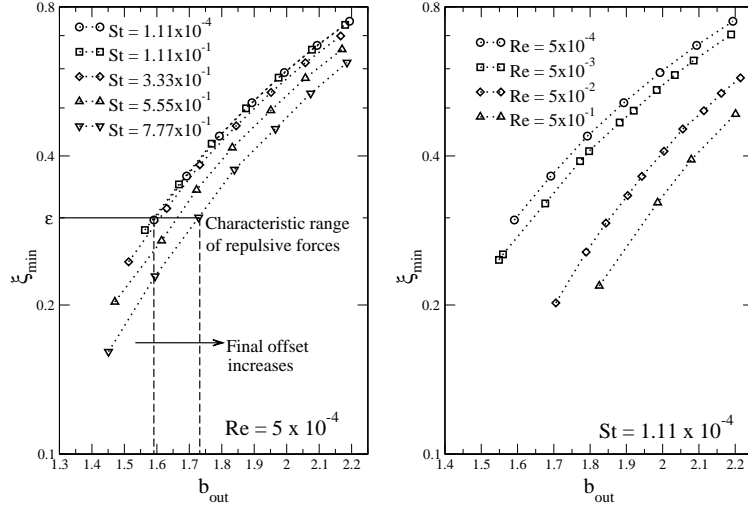 0.8
0.4
ε
0.2
0.1
ξmin
St = 1.11x10-4
St = 1.11x10-1
St = 3.33x10-1
St = 5.55x10-1
St = 7.77x10-1
Characteristic range
of repulsive forces
Final offset
increases
Re = 5 x 10-4
1.3 1.4 1.5 1.6 1.7 1.8 1.9 2 2.1 2.2
bout
0.8
0.4
0.2
0.1
ξmin
Re = 5x10-4
Re = 5x10-3
Re = 5x10-2
Re = 5x10-1
St = 1.11 x 10-4
1.4 1.5 1.6 1.7 1.8 1.9 2 2.1 2.2
bout